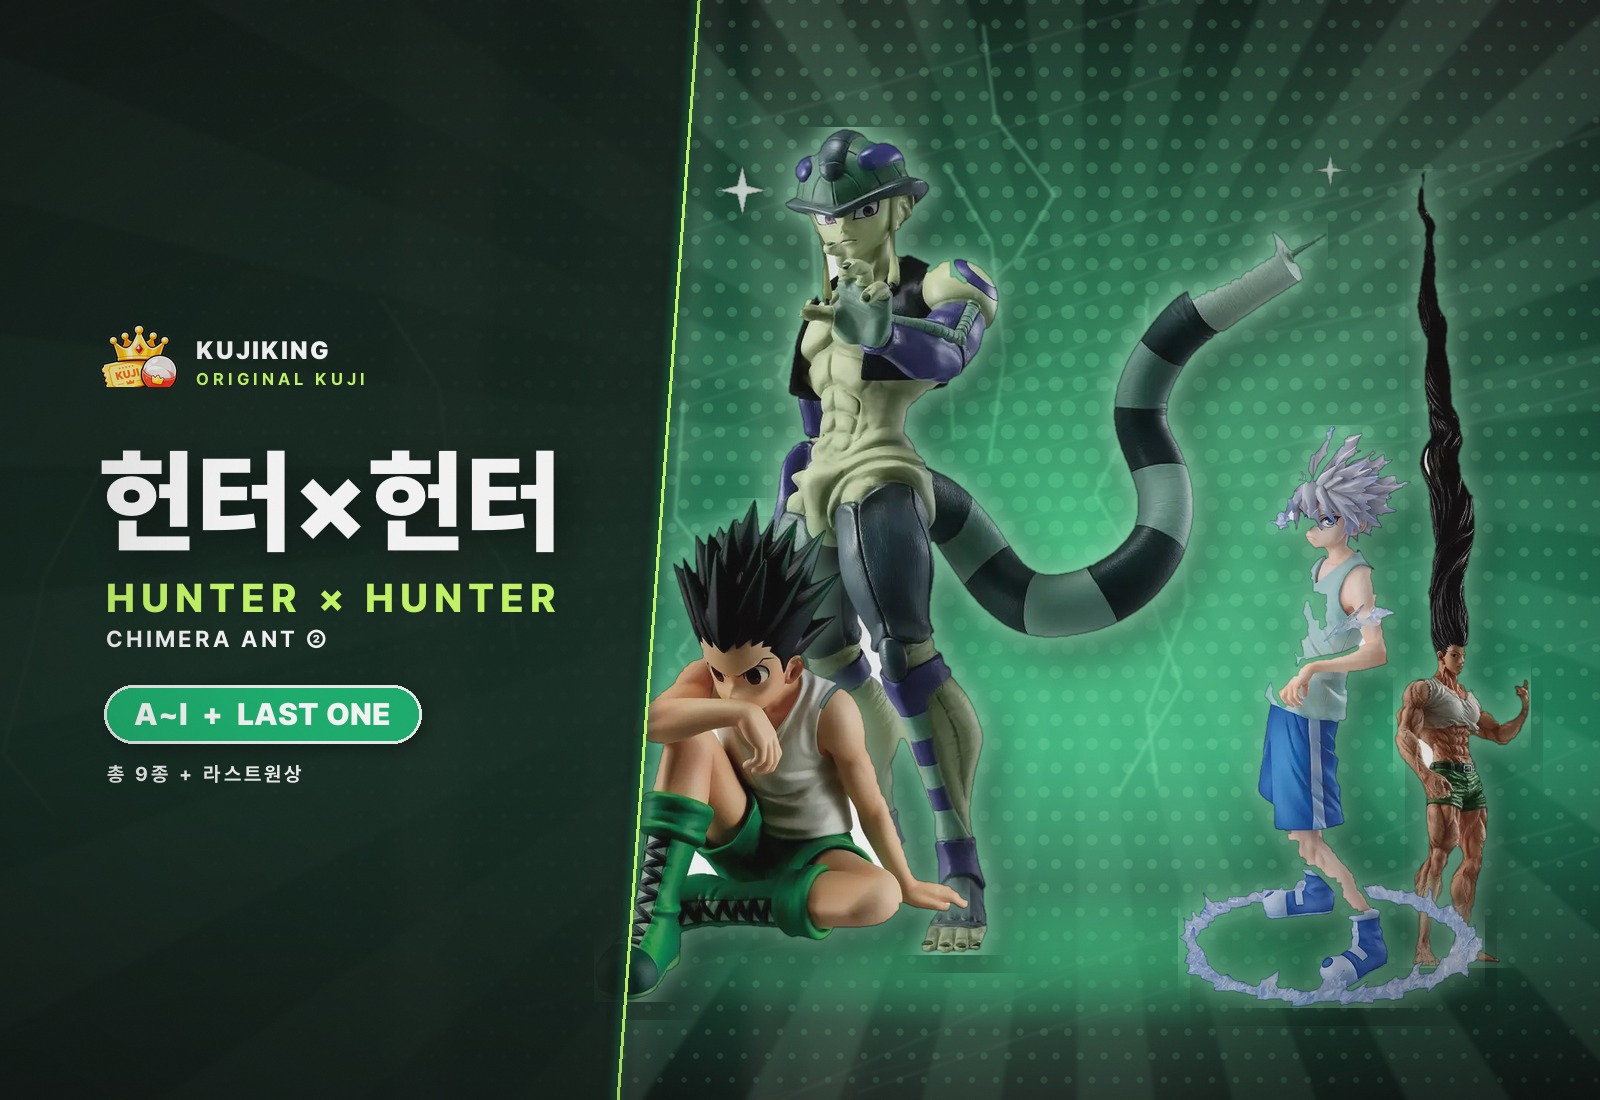 KUJI
KUJIKING
ORIGINAL KUJI
헌터×헌터
HUNTER × HUNTER
CHIMERA ANT ②
A~I + LAST ONE
총 9종 + 라스트원상